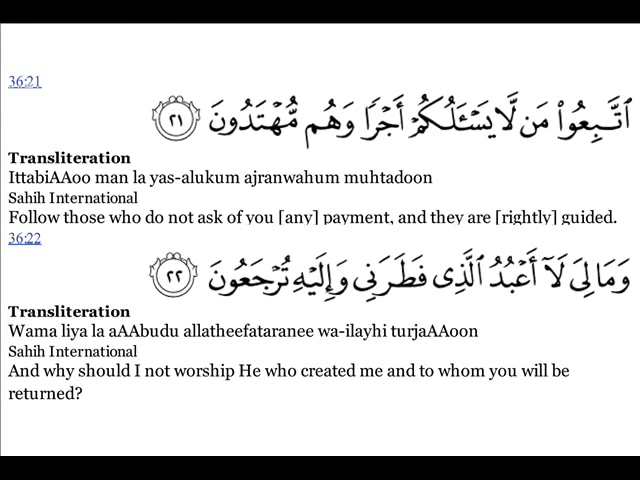 36:21
ٱتَّبِعُوا۟ مَن لَّا يَسْـَٔلُكُمْ أَجْرًا وَهُم مُّهْتَدُونَ ٢١
Transliteration
IttabiAAoo man la yas-alukum ajranwahum muhtadoon
Sahih International
Follow those who do not ask of you [any] payment, and they are [rightly] guided.
36:22
وَمَا لِىَ لَآ أَعْبُدُ ٱلَّذِى فَطَرَنِى وَإِلَيْهِ تُرْجَعُونَ ٢٢
Transliteration
Wama liya la aAAbudu allatheefataranee wa-ilayhi turjaAAoon
Sahih International
And why should I not worship He who created me and to whom you will be
returned?